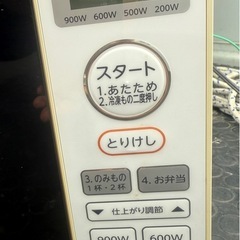 900W 600W 500W 200W
スタート
1.あたため
2.冷凍もの二度押し
とりけし
3.のみもの
1杯・2杯
4.お弁当
仕上がり調節
900W
600W